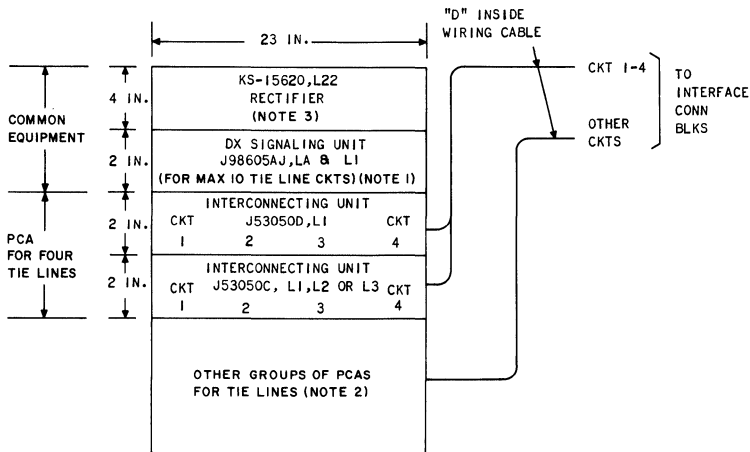 "D" INSIDE
WIRING CABLE
23 IN.
KS-15620,L22
RECTIFIER
(NOTE 3)
4 IN.
CKT 1-4
TO
INTERFACE
CONN
BLKS
OTHER
CKTS
COMMON
EQUIPMENT
DX SIGNALING UNIT
J98605AJ,LA & L1
(FOR MAX 10 TIE LINE CKTS)(NOTE 1)
2 IN.
PCA
FOR FOUR
TIE LINES
2 IN.
INTERCONNECTING UNIT
CKT J53050D,L1 CKT
1 2 3 4
2 IN.
INTERCONNECTING UNIT
CKT J53050C, L1,L2 OR L3 CKT
1 2 3 4
OTHER GROUPS OF PCAS
FOR TIE LINES (NOTE 2)